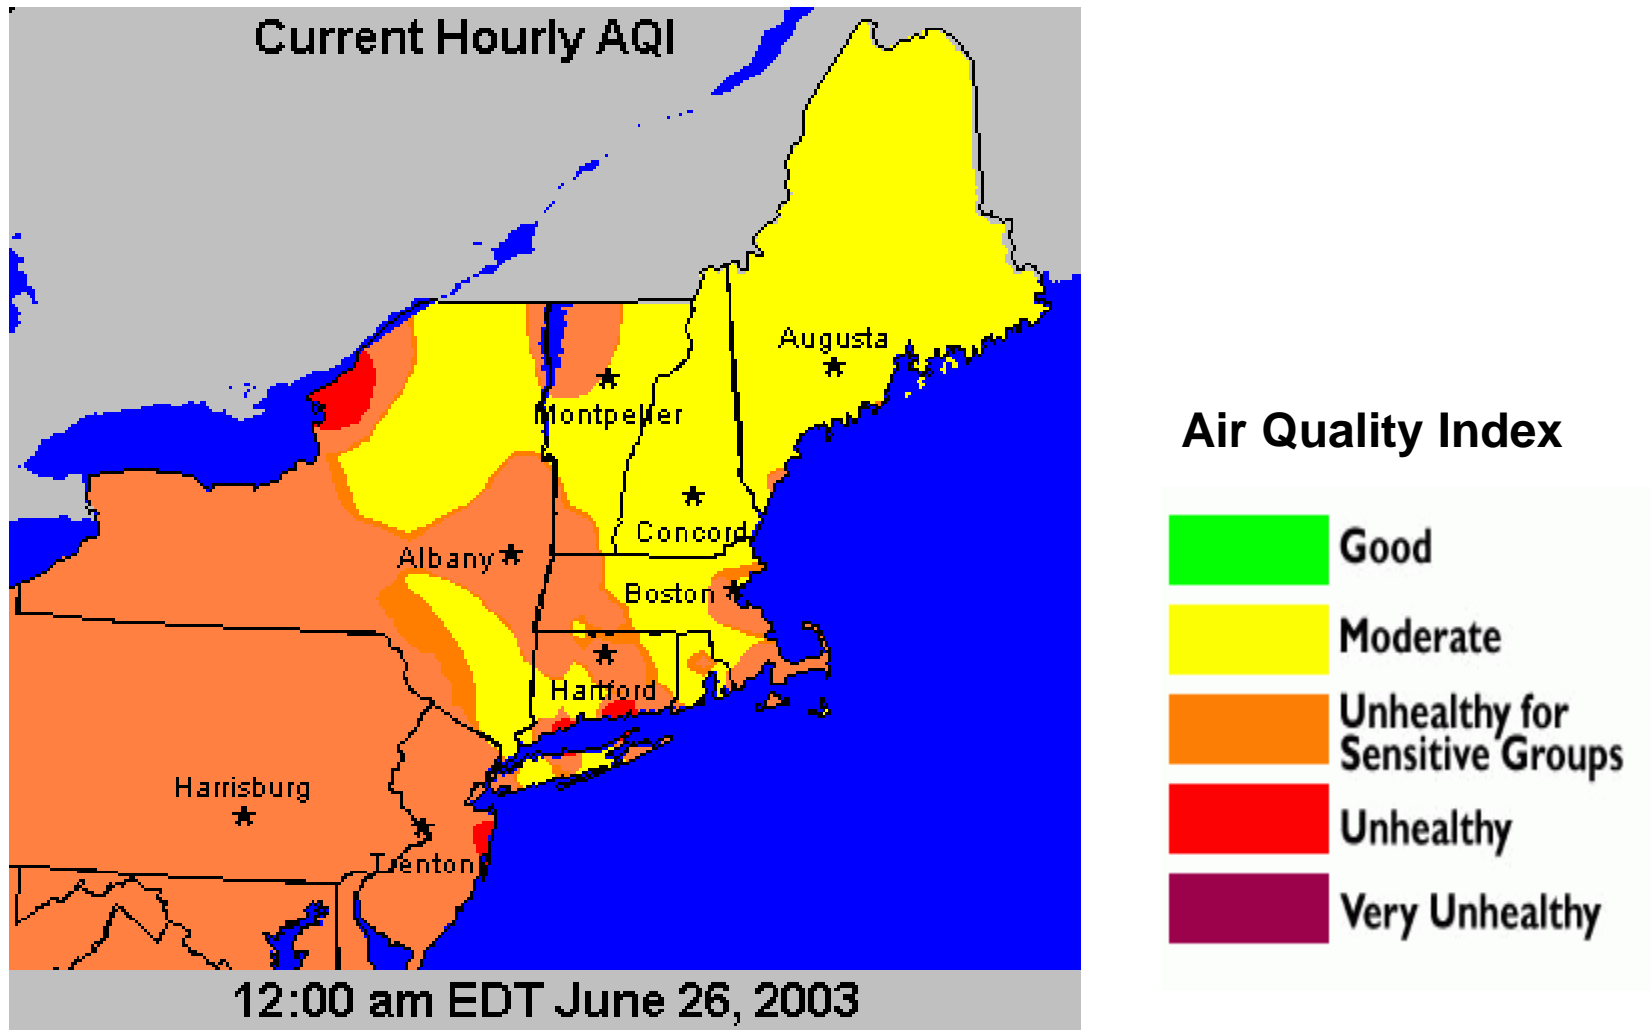 Current Hourly AQI
Augusta
Montpelier
Concord
Albany
Boston
Hartford
Harrisburg
Trenton
12:00 am EDT June 26, 2003
Air Quality Index
Good
Moderate
Unhealthy for
Sensitive Groups
Unhealthy
Very Unhealthy